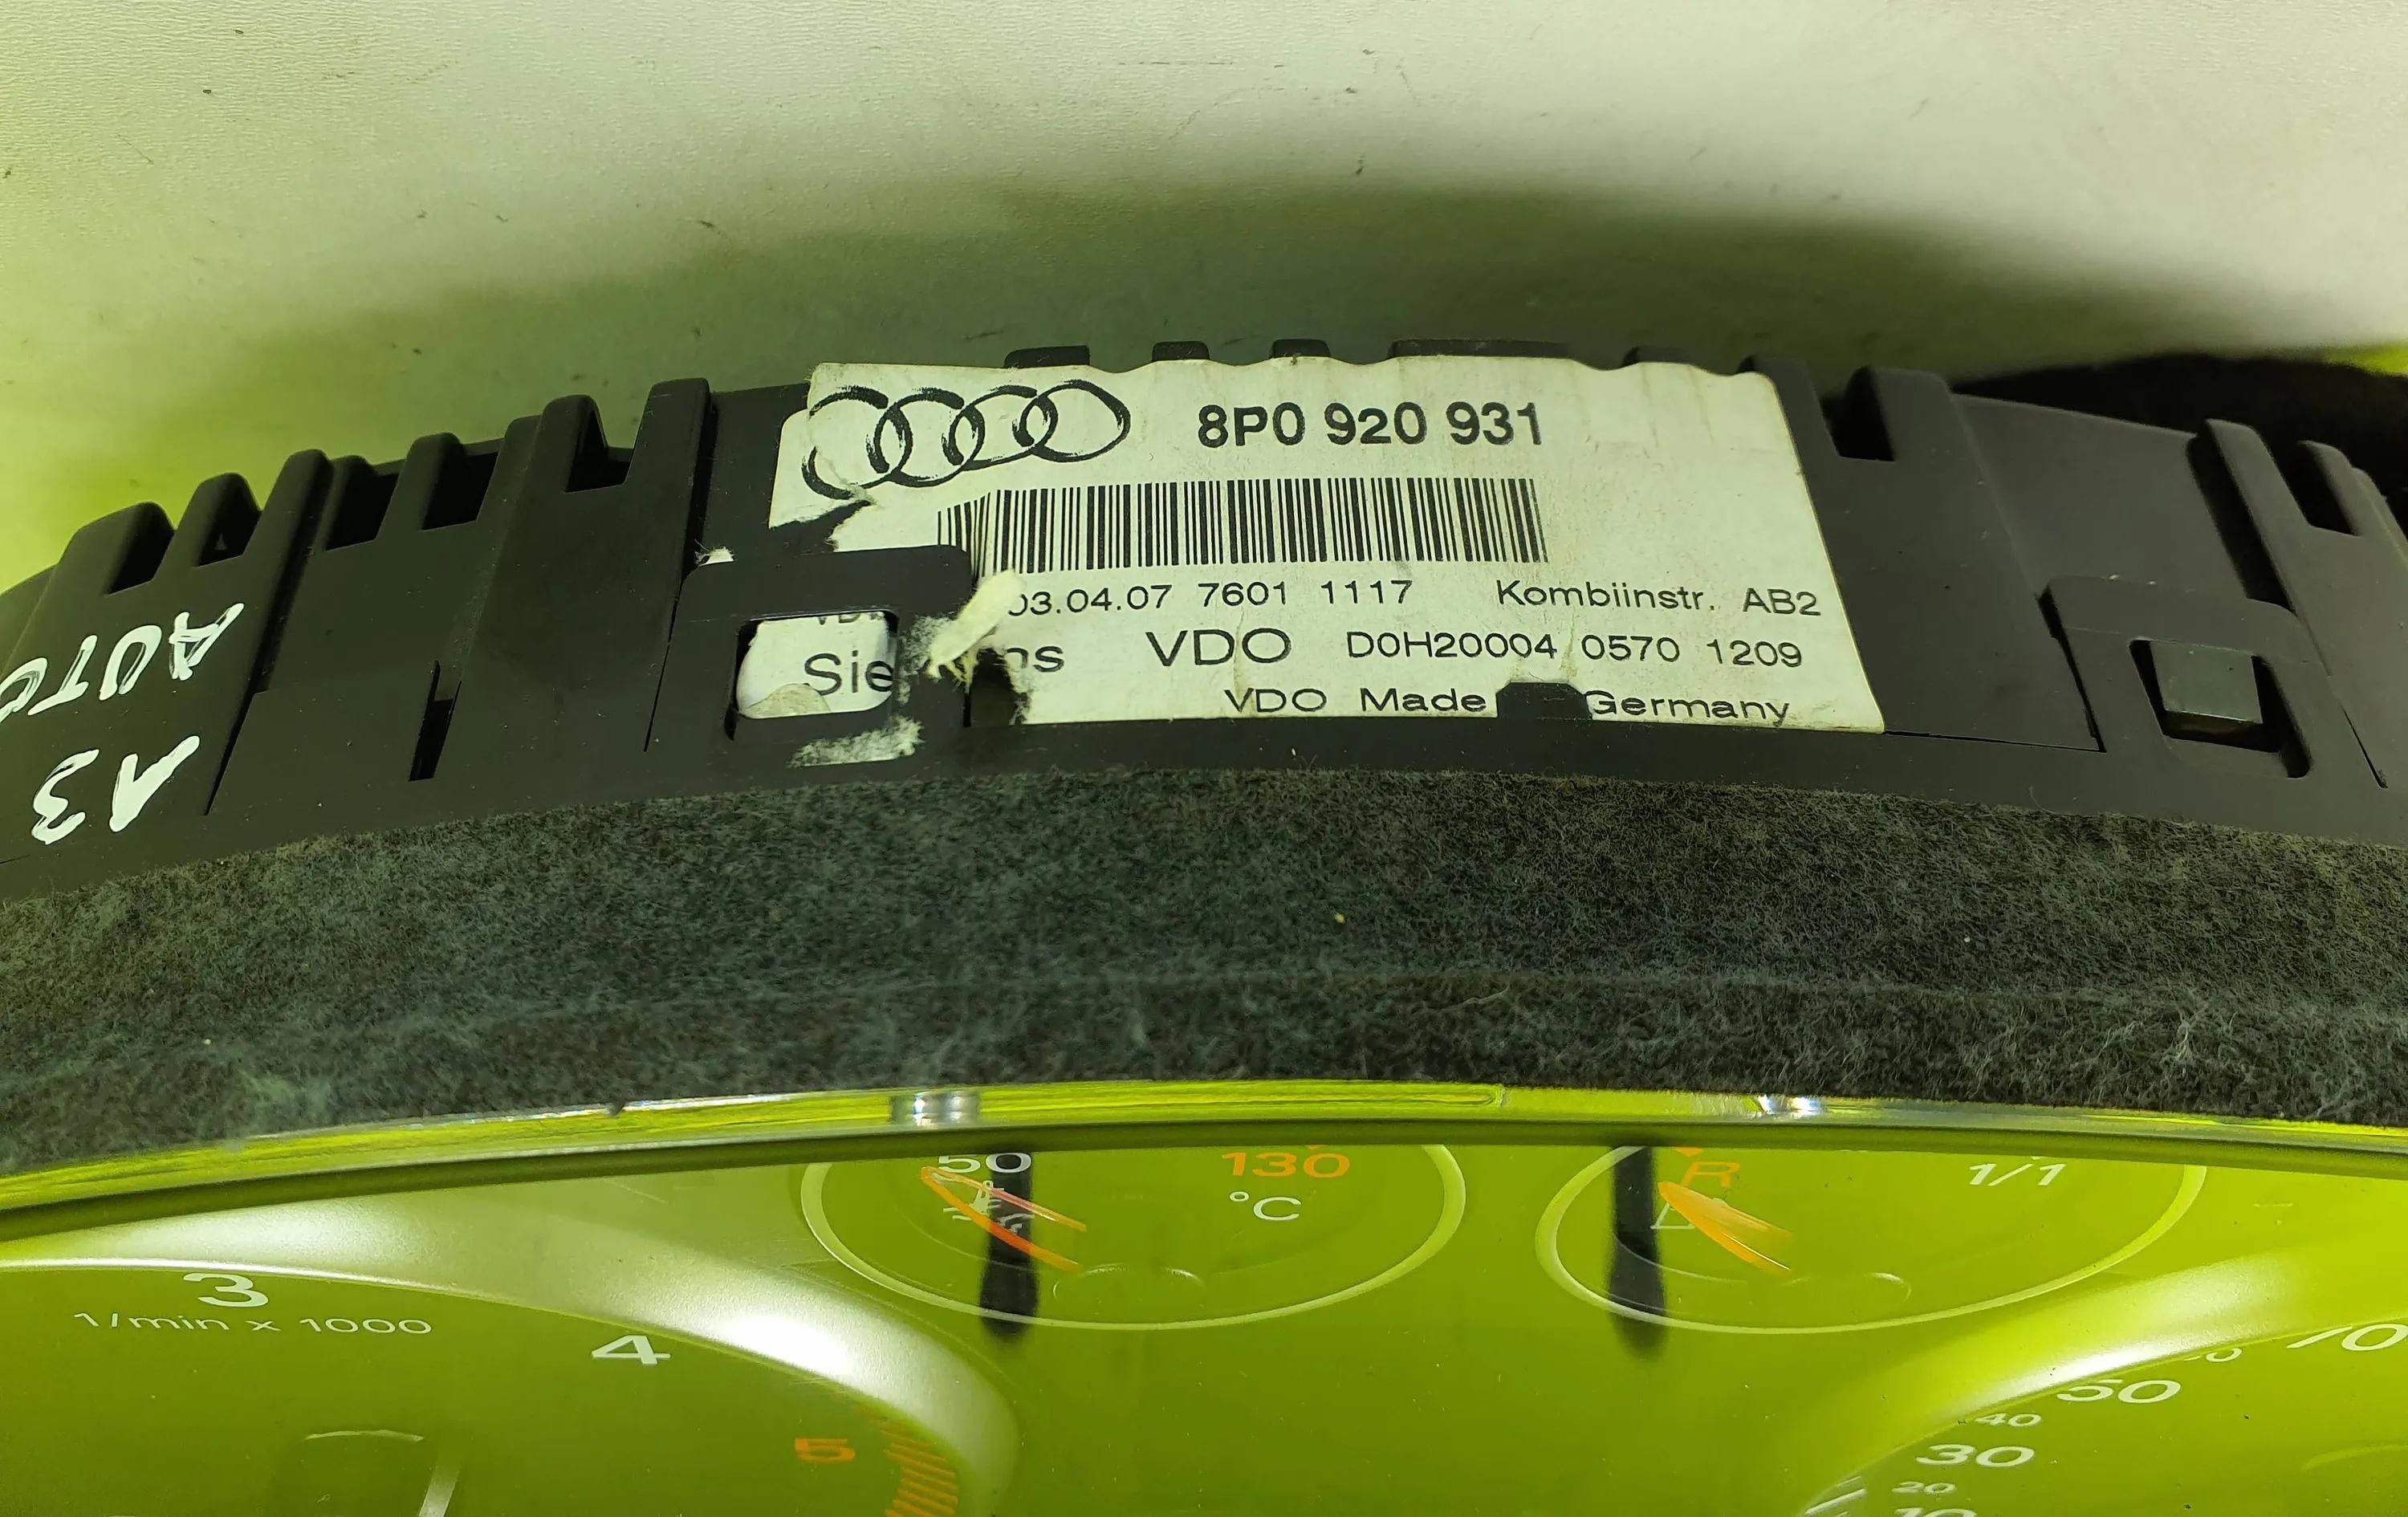 8P0 920 931
03.04.07 7601 1117 Kombiinstr. AB2
VDO D0H20004 0570 1209
VDO Made Germany
A3
AUTO
50 130
°C
R 1/1
3
1/min x 1000
4
5
50
40
30
20